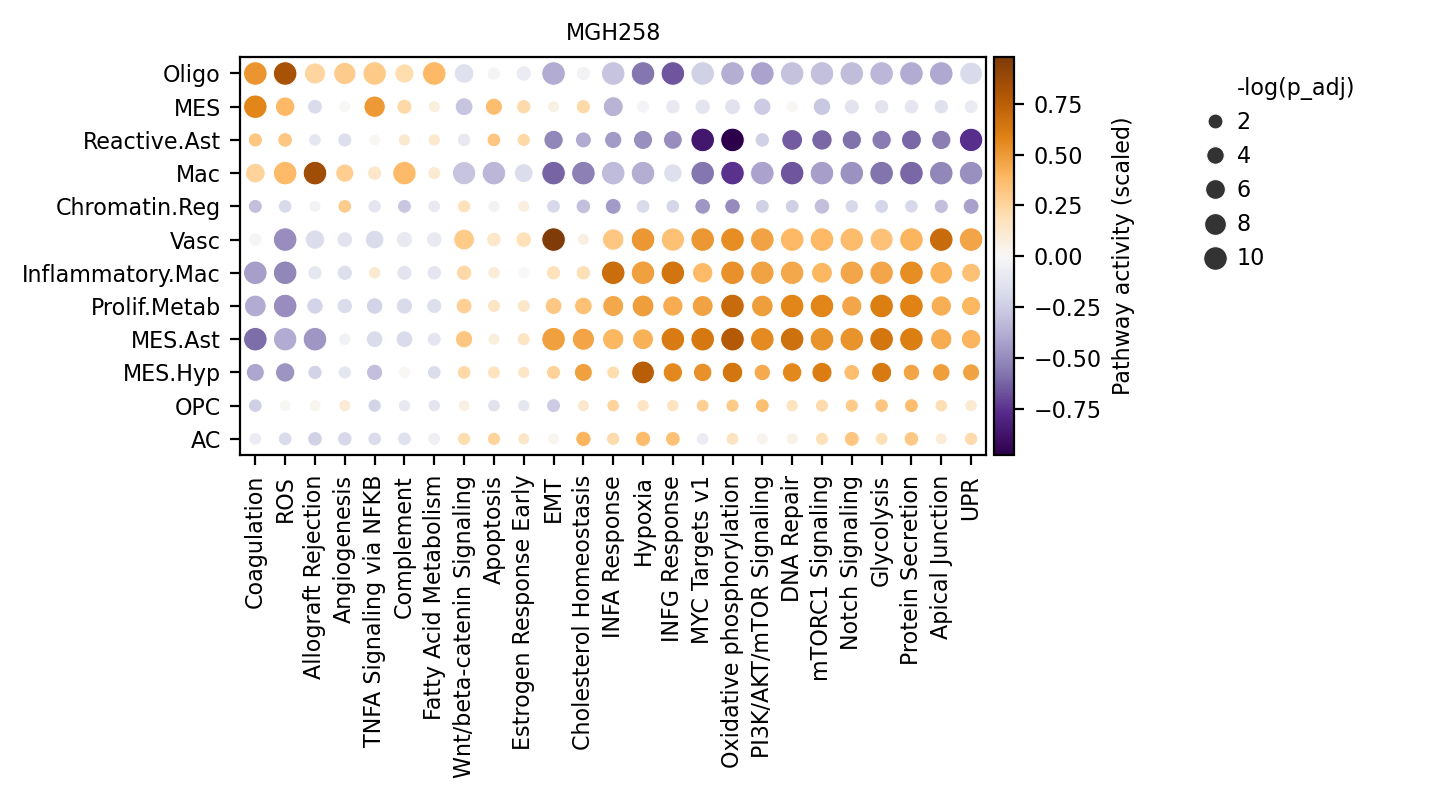 MGH258
Oligo
MES
Reactive.Ast
Mac
Chromatin.Reg
Vasc
Inflammatory.Mac
Prolif.Metab
MES.Ast
MES.Hyp
OPC
AC
Coagulation
ROS
Allograft Rejection
Angiogenesis
TNFA Signaling via NFKB
Complement
Fatty Acid Metabolism
Wnt/beta-catenin Signaling
Apoptosis
Estrogen Response Early
EMT
Cholesterol Homeostasis
INFA Response
Hypoxia
INFG Response
MYC Targets v1
Oxidative phosphorylation
PI3K/AKT/mTOR Signaling
DNA Repair
mTORC1 Signaling
Notch Signaling
Glycolysis
Protein Secretion
Apical Junction
UPR
0.75
0.50
0.25
0.00
−0.25
−0.50
−0.75
Pathway activity (scaled)
-log(p_adj)
2
4
6
8
10